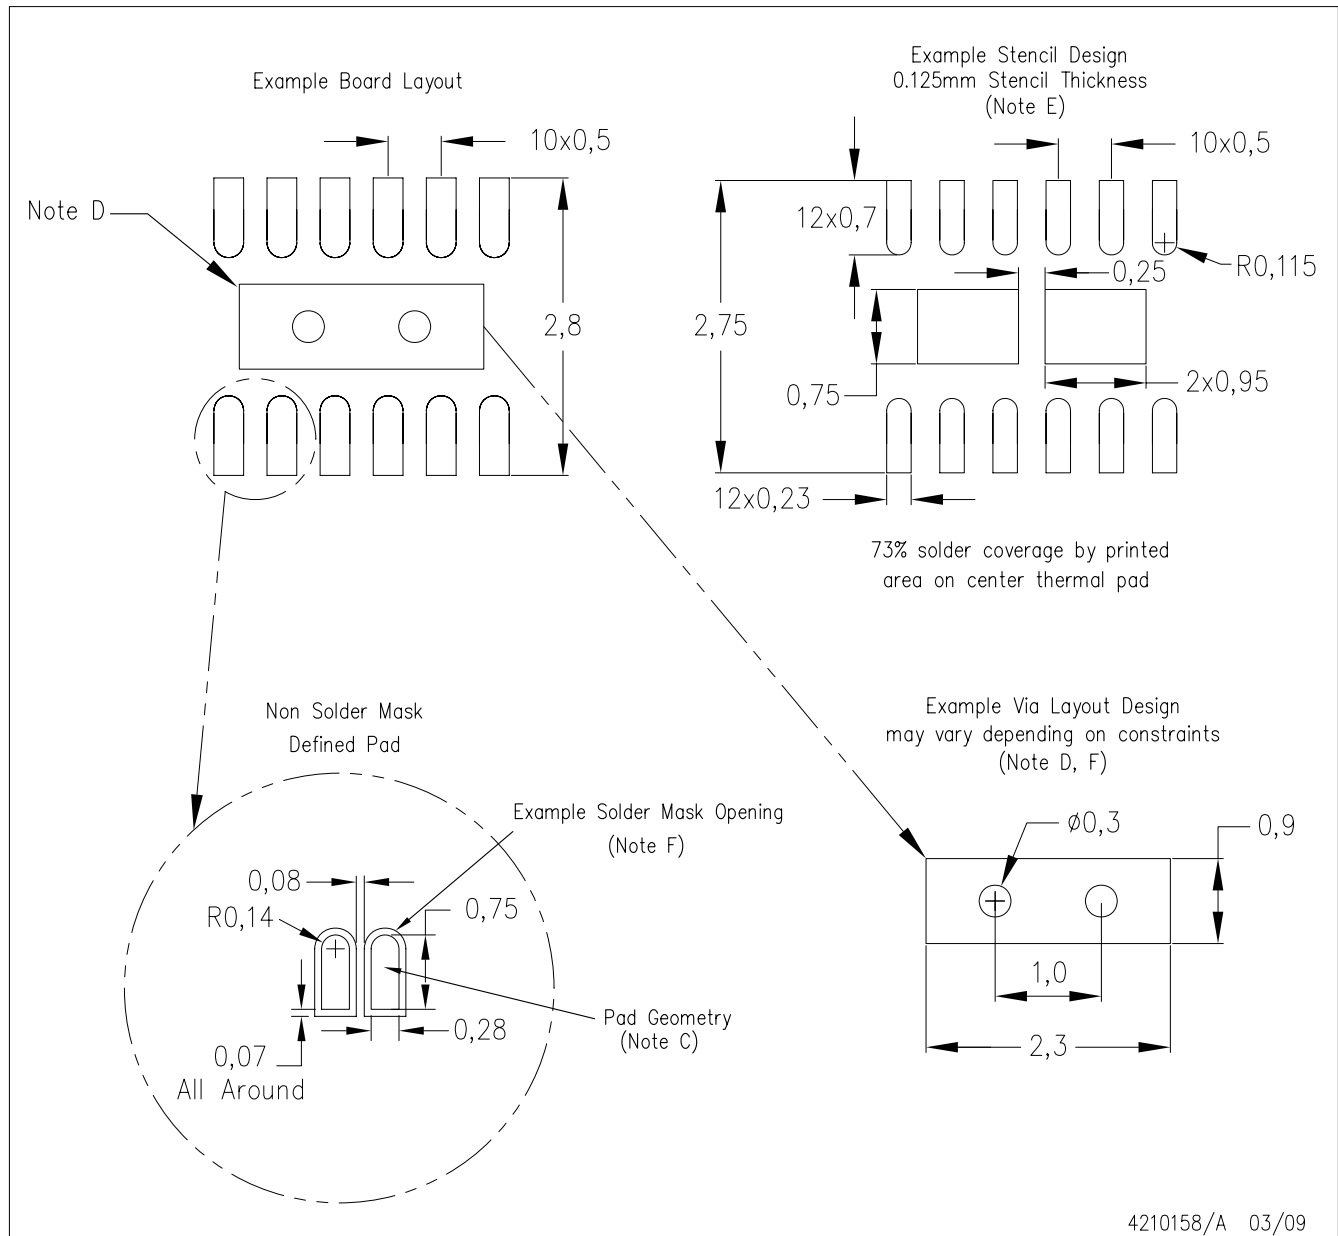 Example Board Layout
10x0,5
Note D
2,8
Example Stencil Design
0.125mm Stencil Thickness
(Note E)
10x0,5
12x0,7
R0,115
0,25
2,75
0,75
2x0,95
12x0,23
73% solder coverage by printed
area on center thermal pad
Non Solder Mask
Defined Pad
Example Solder Mask Opening
(Note F)
0,08
R0,14
0,75
0,28
Pad Geometry
(Note C)
0,07
All Around
Example Via Layout Design
may vary depending on constraints
(Note D, F)
ø0,3
0,9
1,0
2,3
4210158/A 03/09